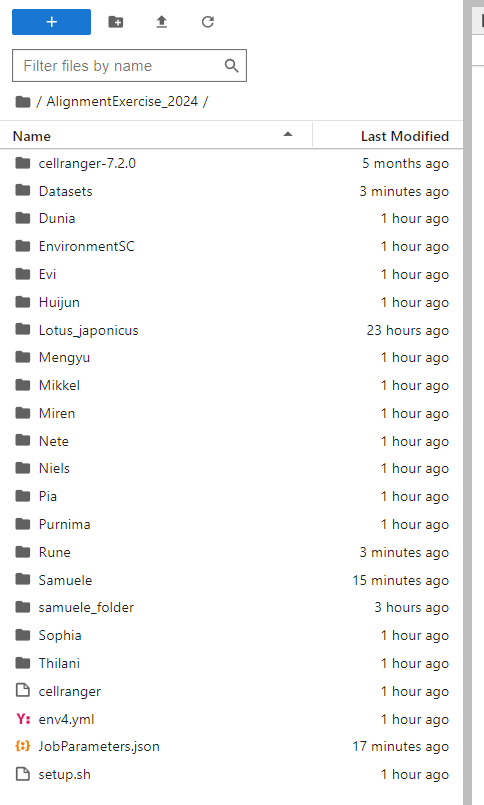 Filter files by name
/ AlignmentExercise_2024 /
Name Last Modified
cellranger-7.2.0 5 months ago
Datasets 3 minutes ago
Dunia 1 hour ago
EnvironmentSC 1 hour ago
Evi 1 hour ago
Huijun 1 hour ago
Lotus_japonicus 23 hours ago
Mengyu 1 hour ago
Mikkel 1 hour ago
Miren 1 hour ago
Nete 1 hour ago
Niels 1 hour ago
Pia 1 hour ago
Purnima 1 hour ago
Rune 3 minutes ago
Samuele 15 minutes ago
samuele_folder 3 hours ago
Sophia 1 hour ago
Thilani 1 hour ago
cellranger 1 hour ago
Y: env4.yml 1 hour ago
{:} JobParameters.json 17 minutes ago
setup.sh 1 hour ago